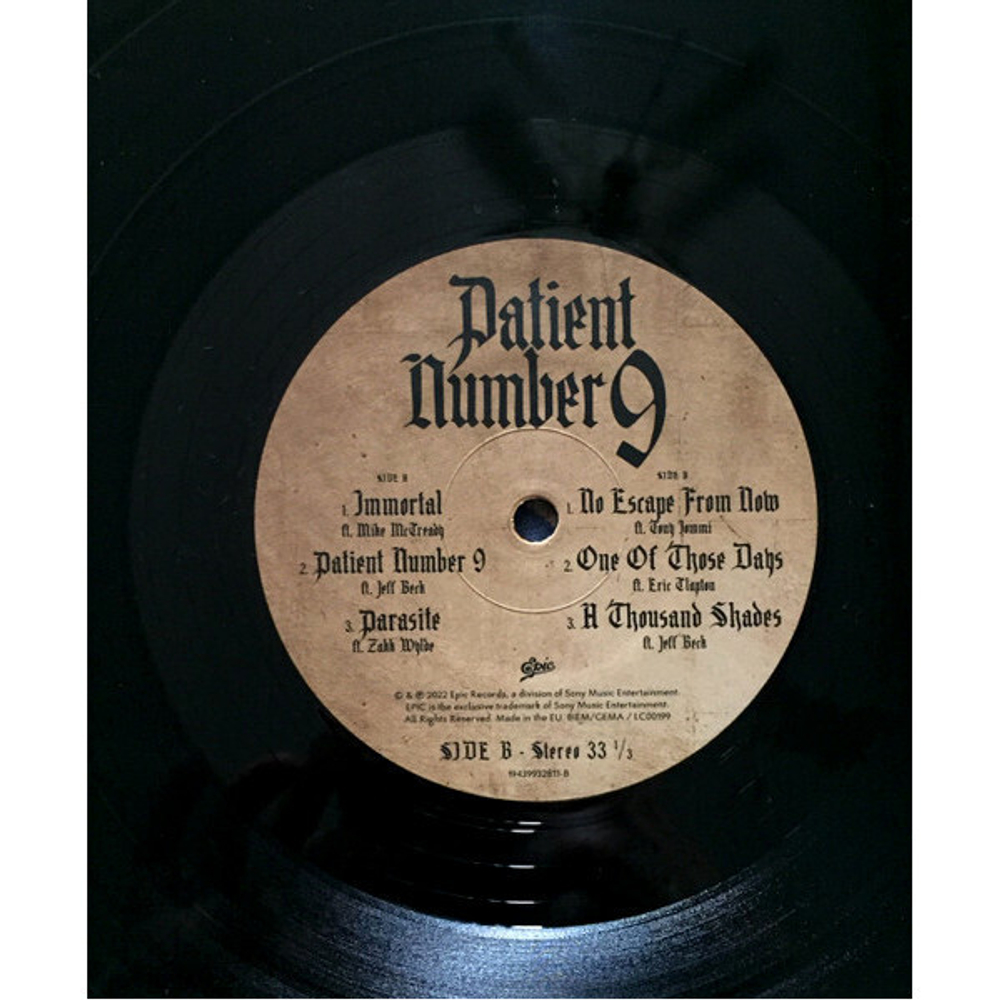 Patient
Number 9
SIDE B
1. Immortal
ft. Mike McCready
2. Patient Number 9
ft. Jeff Beck
3. Parasite
ft. Zakk Wylde
SIDE B
1. No Escape From Now
ft. Tony Iommi
2. One Of Those Days
ft. Eric Clapton
3. A Thousand Shades
ft. Jeff Beck
Epic
© & ℗ 2022 Epic Records, a division of Sony Music Entertainment.
EPIC is the exclusive trademark of Sony Music Entertainment.
All Rights Reserved. Made in the EU. BIEM/GEMA / LC00199
SIDE B - Stereo 33 1/3
19439932811-B